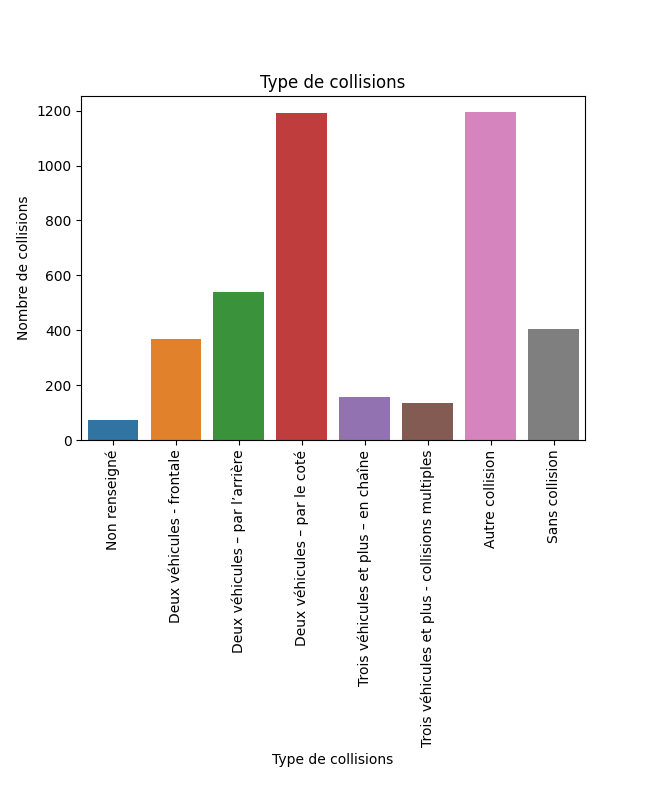 Type de collisions
Nombre de collisions
1200
1000
800
600
400
200
0
Non renseigné
Deux véhicules - frontale
Deux véhicules – par l’arrière
Deux véhicules – par le coté
Trois véhicules et plus – en chaîne
Trois véhicules et plus - collisions multiples
Autre collision
Sans collision
Type de collisions